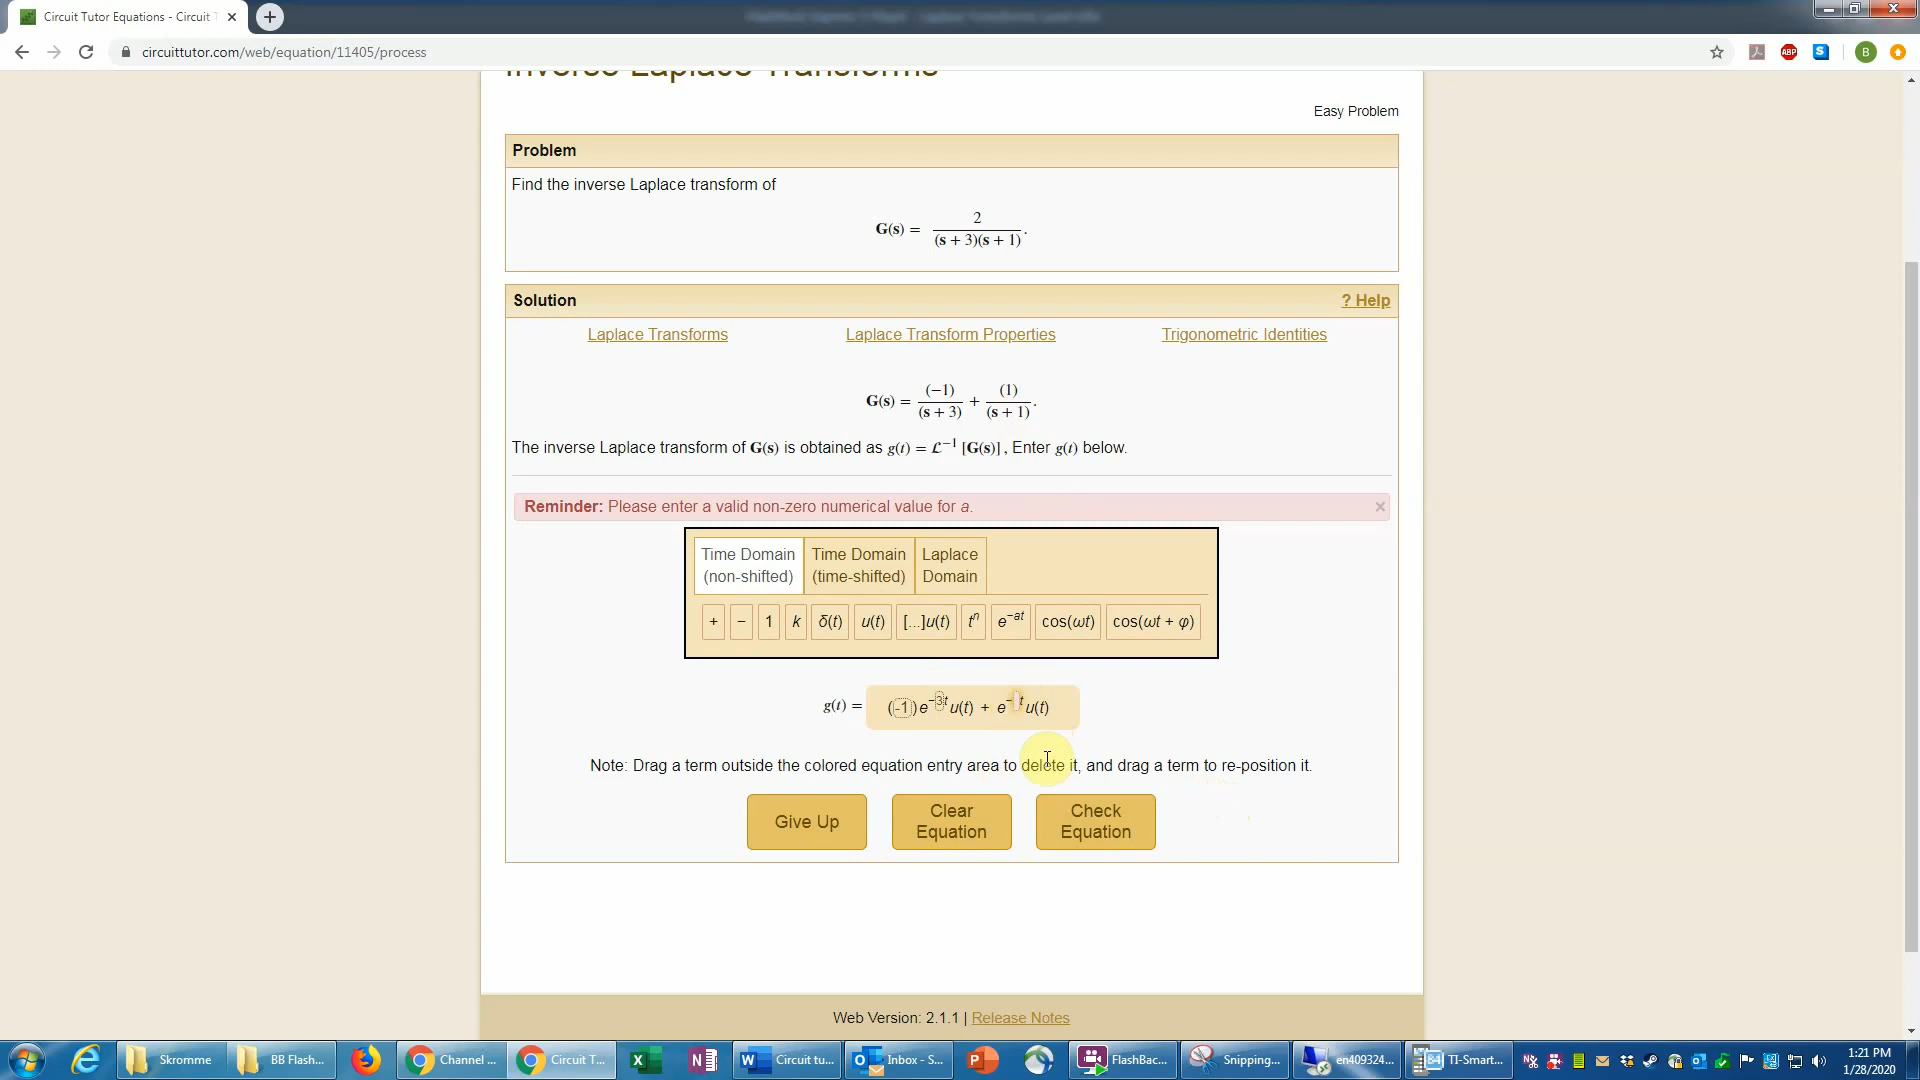 Circuit Tutor Equations - Circuit T
circuittutor.com/web/equation/11405/process
ABP
S
B
Inverse Laplace Transforms
Easy Problem
Problem
Find the inverse Laplace transform of
G(s) = 2 / (s + 3)(s + 1) .
Solution
? Help
Laplace Transforms Laplace Transform Properties Trigonometric Identities
G(s) = (−1) / (s + 3) + (1) / (s + 1) .
The inverse Laplace transform of G(s) is obtained as g(t) = ℒ⁻¹ [G(s)] , Enter g(t) below.
Reminder: Please enter a valid non-zero numerical value for a.
×
Time Domain (non-shifted)
Time Domain (time-shifted)
Laplace Domain
+ − 1 k δ(t) u(t) [...]u(t) tⁿ e^−at cos(ωt) cos(ωt + φ)
g(t) = (-1)e^−3t u(t) + e^− t u(t)
Note: Drag a term outside the colored equation entry area to delete it, and drag a term to re-position it.
Give Up
Clear Equation
Check Equation
Web Version: 2.1.1 | Release Notes
Skromme
BB Flash...
Channel ...
Circuit T...
Circuit tu...
Inbox - S...
FlashBac...
Snipping...
en409324...
TI-Smart...
1:21 PM
1/28/2020